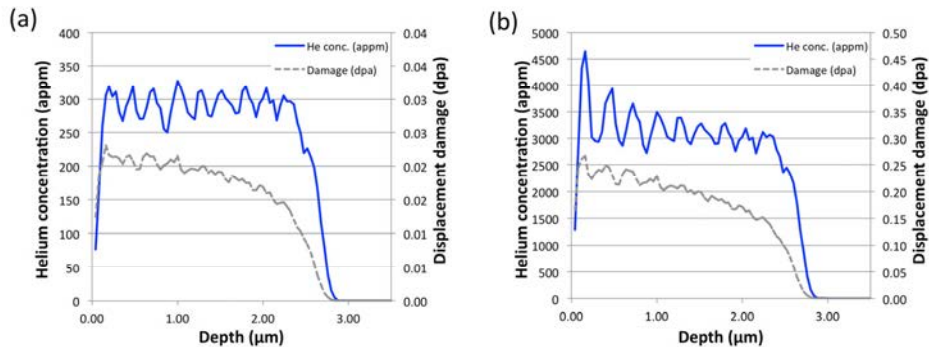 (a)
400
350
300
250
200
150
100
50
0
Helium concentration (appm)
0.04
0.03
0.03
0.02
0.02
0.01
0.01
0.00
Displacement damage (dpa)
He conc. (appm)
Damage (dpa)
0.00 1.00 2.00 3.00
Depth (μm)
(b)
5000
4500
4000
3500
3000
2500
2000
1500
1000
500
0
Helium concentration (appm)
0.50
0.45
0.40
0.35
0.30
0.25
0.20
0.15
0.10
0.05
0.00
Displacement damage (dpa)
He conc. (appm)
Damage (dpa)
0.00 1.00 2.00 3.00
Depth (μm)